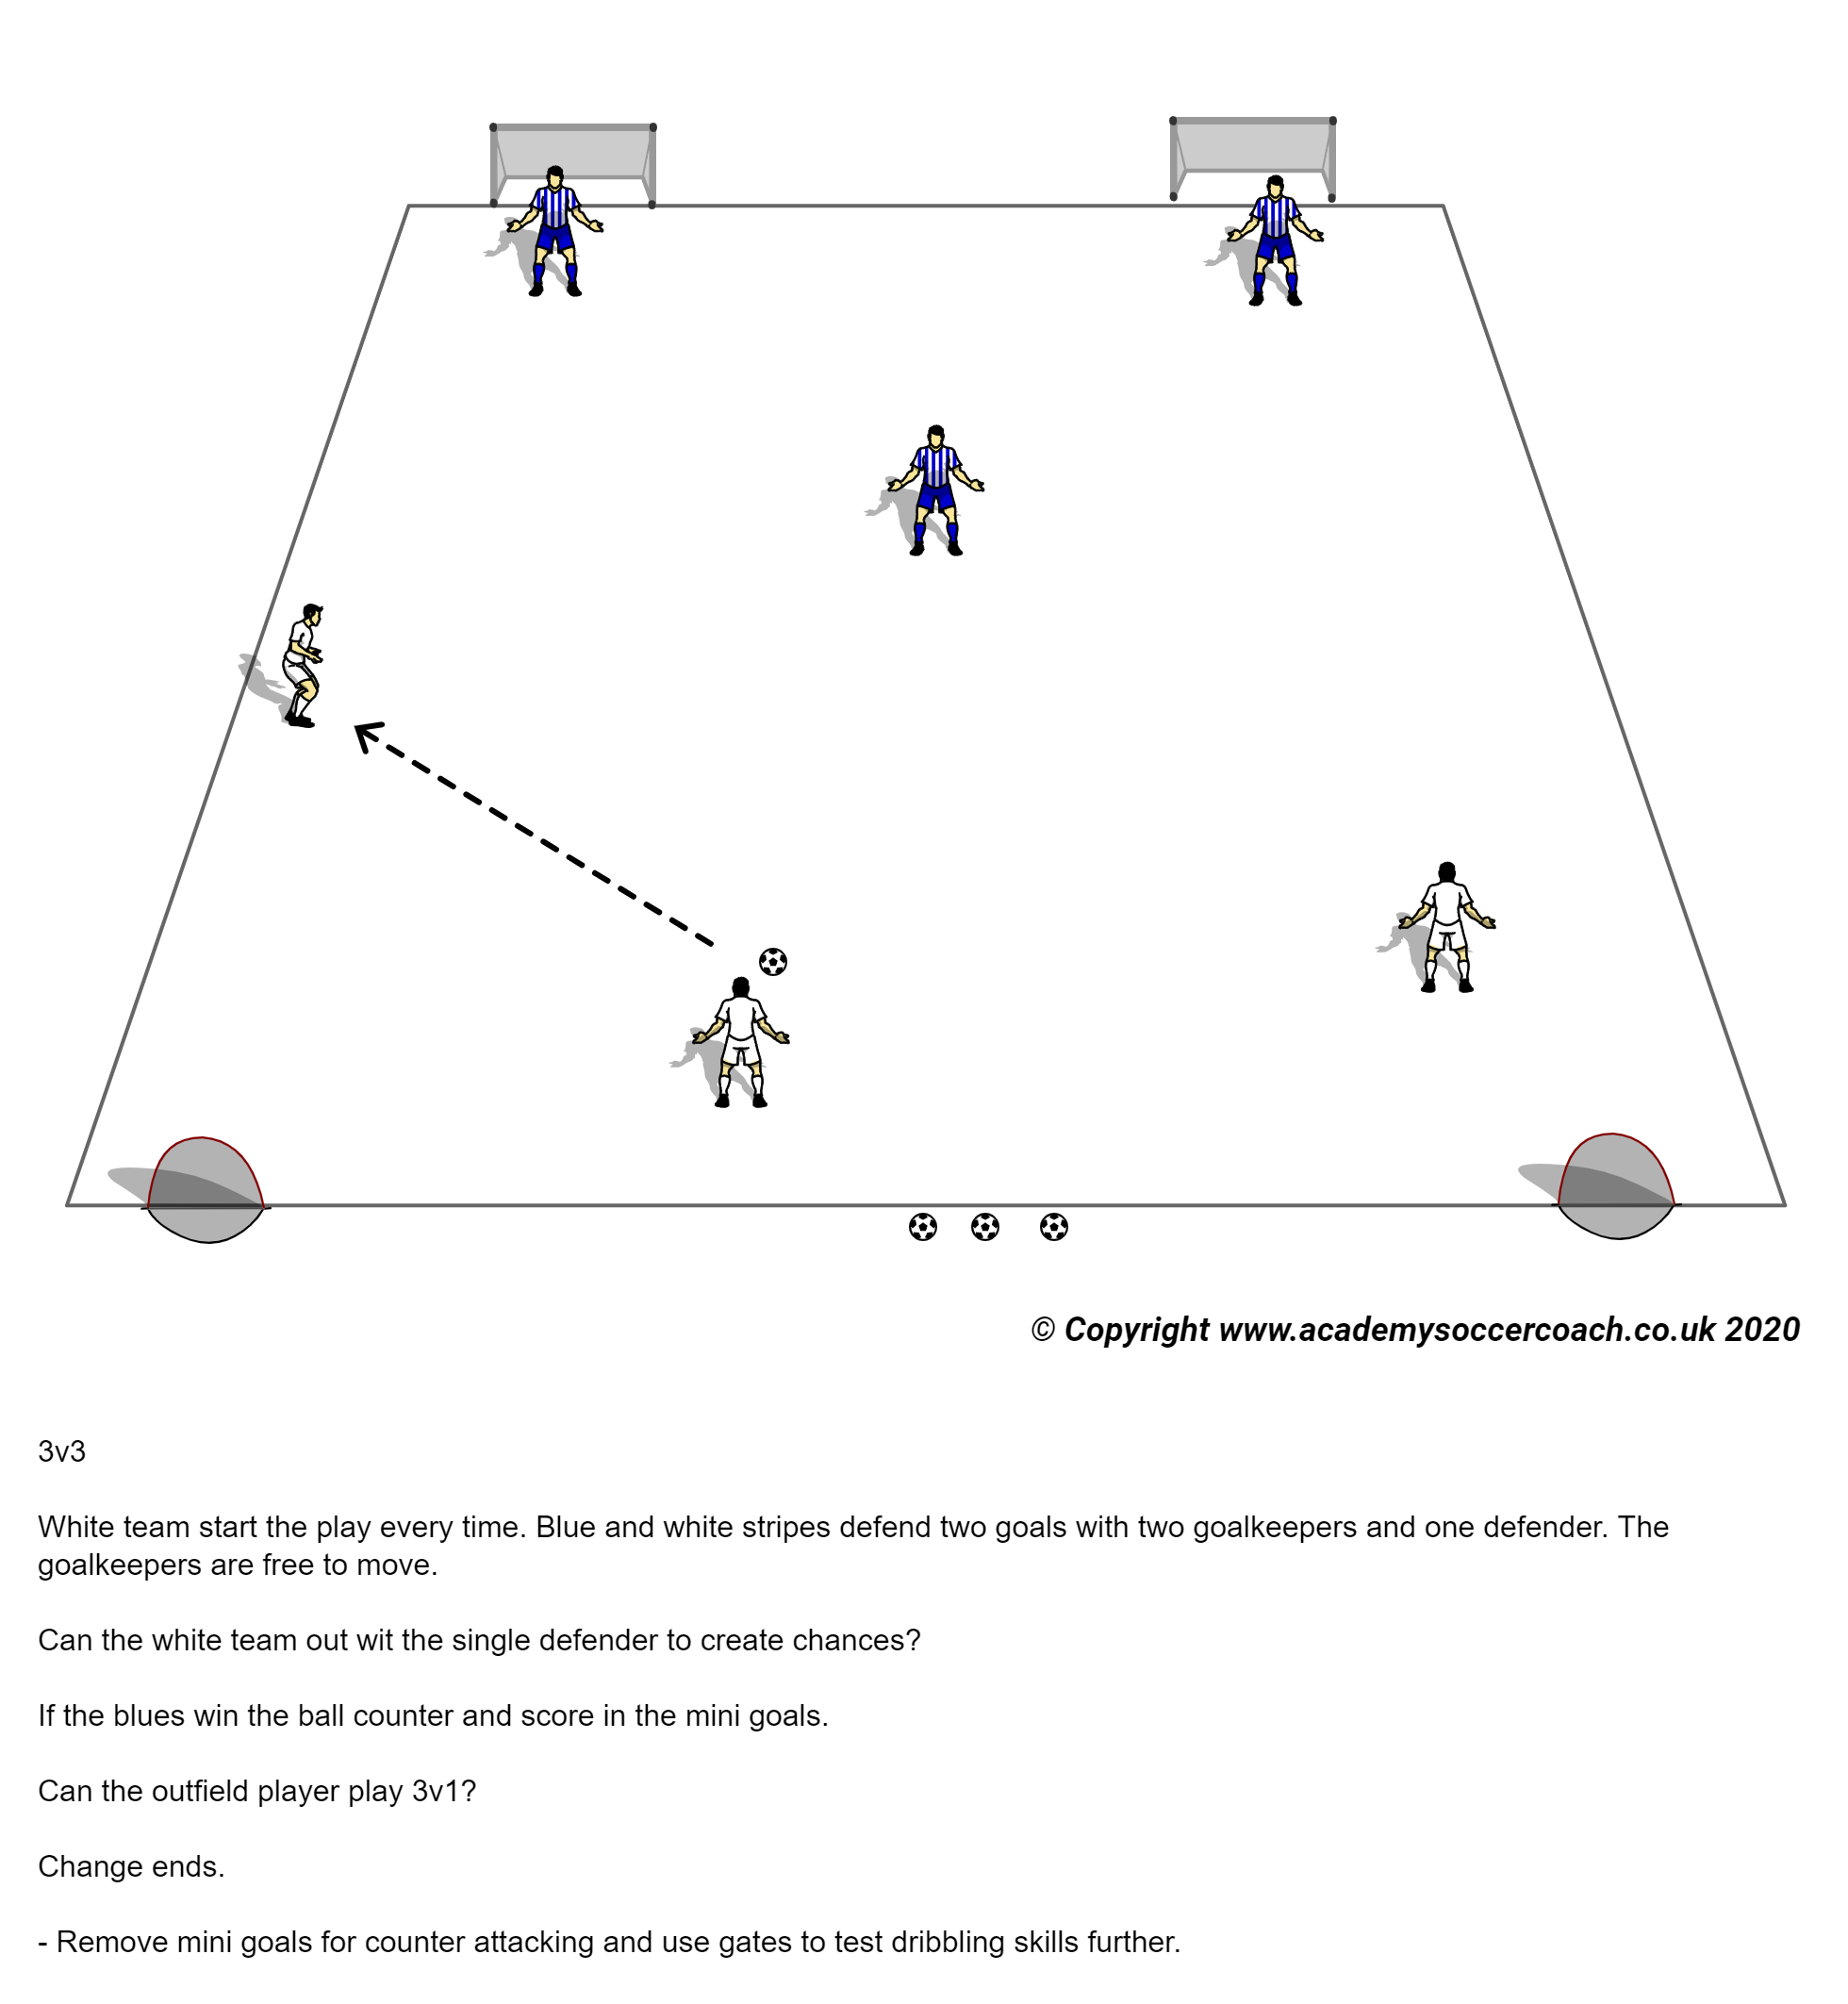 © Copyright www.academysoccercoach.co.uk 2020
3v3
White team start the play every time. Blue and white stripes defend two goals with two goalkeepers and one defender. The
goalkeepers are free to move.
Can the white team out wit the single defender to create chances?
If the blues win the ball counter and score in the mini goals.
Can the outfield player play 3v1?
Change ends.
- Remove mini goals for counter attacking and use gates to test dribbling skills further.